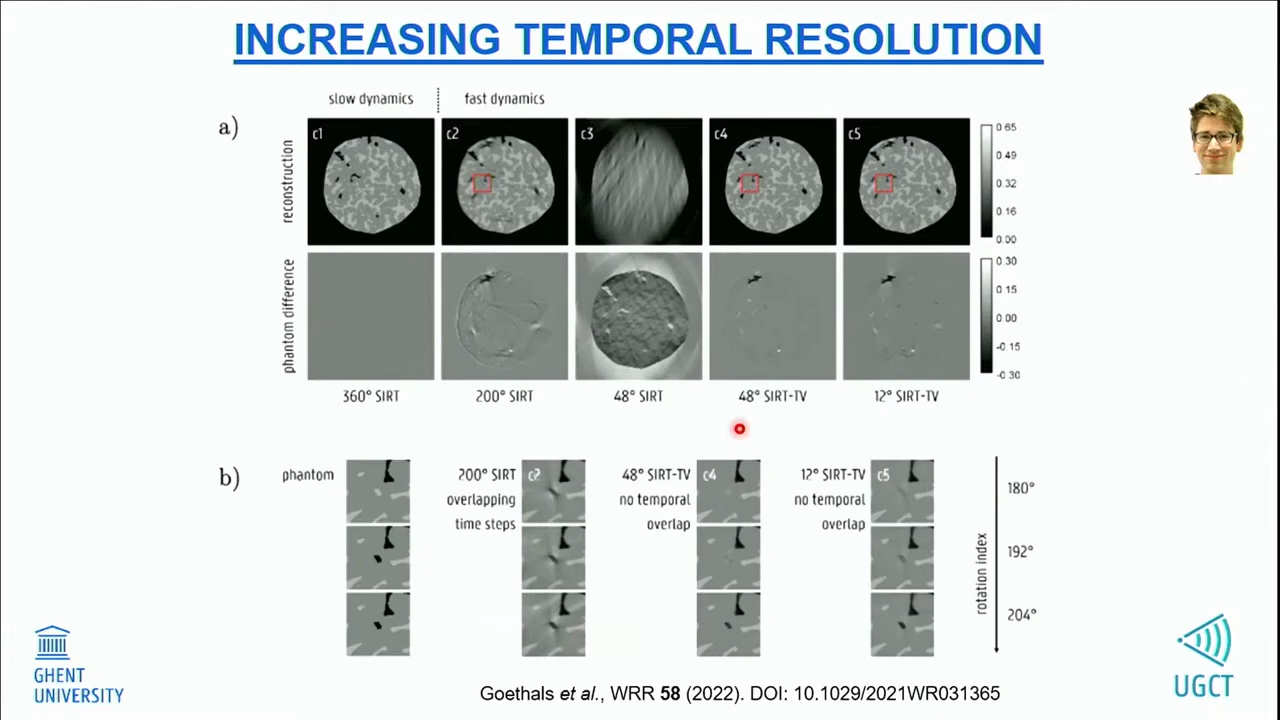 INCREASING TEMPORAL RESOLUTION
slow dynamics
fast dynamics
a)
reconstruction
c1
c2
c3
c4
c5
0.65
0.49
0.32
0.16
0.00
phantom difference
0.30
0.15
0.00
-0.15
-0.30
360° SIRT
200° SIRT
48° SIRT
48° SIRT-TV
12° SIRT-TV
b)
phantom
200° SIRT
overlapping
time steps
c2
48° SIRT-TV
no temporal
overlap
c4
12° SIRT-TV
no temporal
overlap
c5
rotation index
180°
192°
204°
GHENT
UNIVERSITY
Goethals et al., WRR 58 (2022). DOI: 10.1029/2021WR031365
UGCT